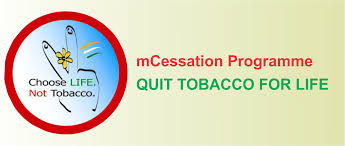 Choose LIFE.
Not Tobacco.
mCessation Programme
QUIT TOBACCO FOR LIFE